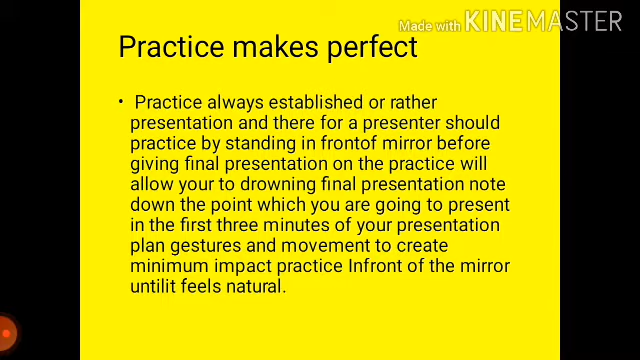 Made with KINEMASTER
Practice makes perfect
• Practice always established or rather
presentation and there for a presenter should
practice by standing in frontof mirror before
giving final presentation on the practice will
allow your to drowning final presentation note
down the point which you are going to present
in the first three minutes of your presentation
plan gestures and movement to create
minimum impact practice Infront of the mirror
untilit feels natural.